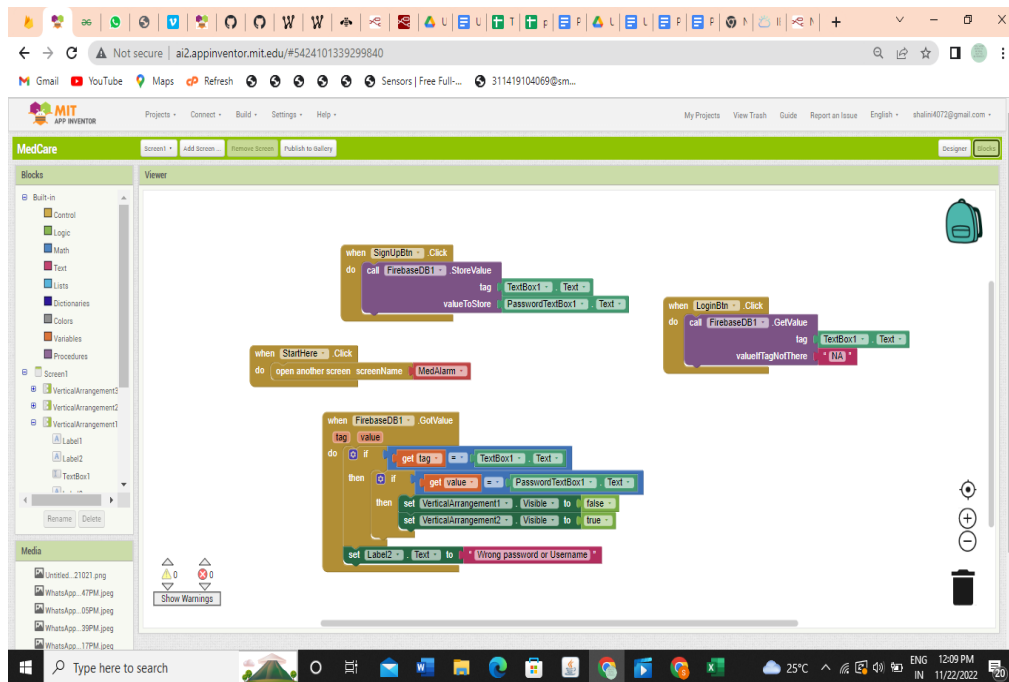 Not secure | ai2.appinventor.mit.edu/#5424101339299840
Gmail YouTube Maps Refresh Sensors | Free Full-... 311419104069@sm...
MIT
APP INVENTOR
Projects Connect Build Settings Help
My Projects View Trash Guide Report an Issue English shalini4072@gmail.com
MedCare
Screen1 Add Screen ... Remove Screen Publish to Gallery
Designer Blocks
Blocks
Viewer
Built-in
Control
Logic
Math
Text
Lists
Dictionaries
Colors
Variables
Procedures
Screen1
VerticalArrangement3
VerticalArrangement2
VerticalArrangement1
Label1
Label2
TextBox1
Rename Delete
Media
Untitled...21021.png
WhatsApp...47PM.jpeg
WhatsApp...05PM.jpeg
WhatsApp...39PM.jpeg
WhatsApp...17PM.jpeg
when SignUpBtn .Click
do call FirebaseDB1 .StoreValue
tag TextBox1 . Text
valueToStore PasswordTextBox1 . Text
when LoginBtn .Click
do call FirebaseDB1 .GetValue
tag TextBox1 . Text
valueIfTagNotThere " NA "
when StartHere .Click
do open another screen screenName MedAlarm
when FirebaseDB1 .GotValue
tag value
do if get tag = TextBox1 . Text
then if get value = PasswordTextBox1 . Text
then set VerticalArrangement1 . Visible to false
set VerticalArrangement2 . Visible to true
set Label2 . Text to " Wrong password or Username "
0 0
Show Warnings
Type here to search
25°C
ENG
IN
12:09 PM
11/22/2022
20